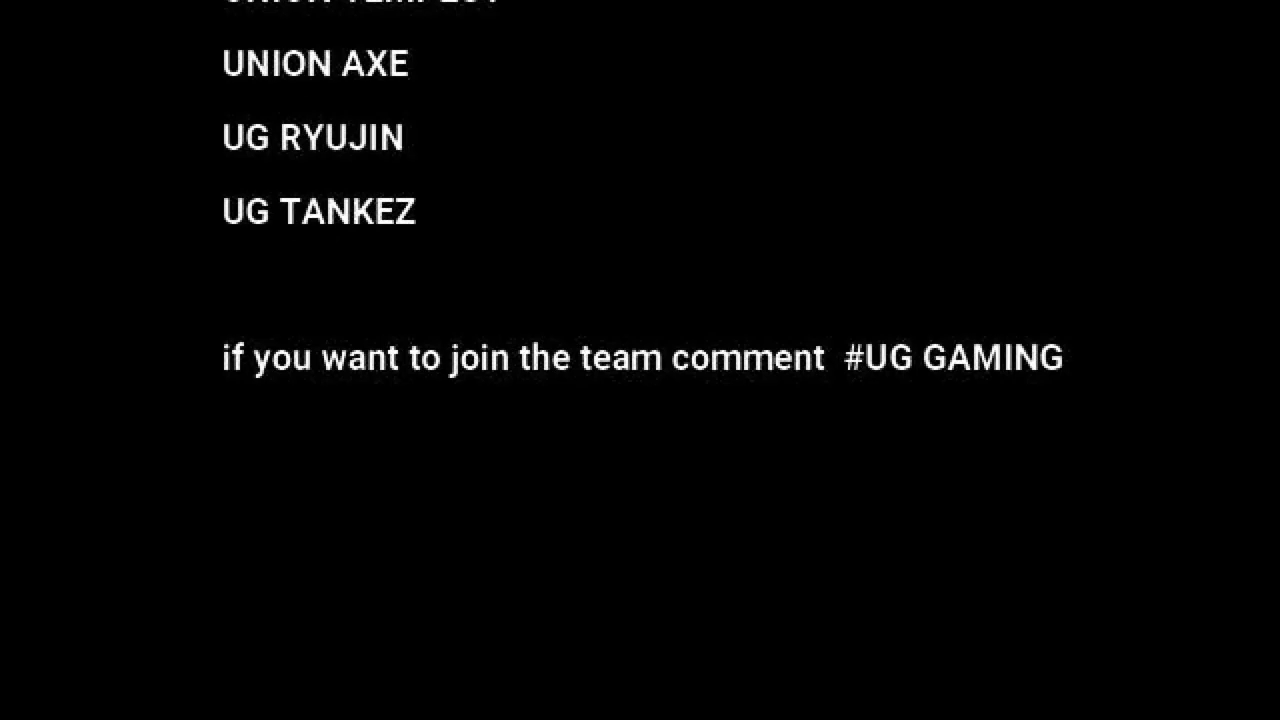 UNION AXE
UG RYUJIN
UG TANKEZ
if you want to join the team comment  #UG GAMING